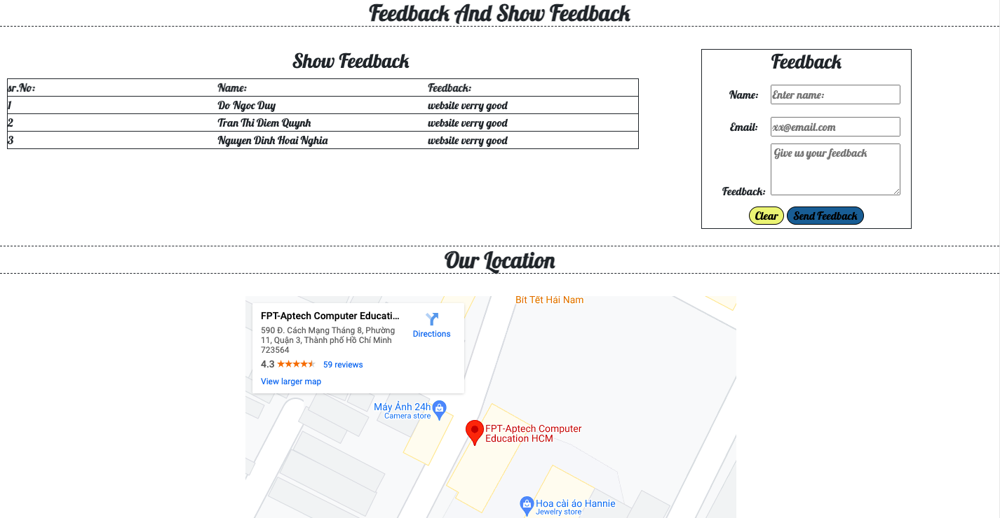 Feedback And Show Feedback
Show Feedback
sr.No: Name: Feedback:
1 Do Ngoc Duy website verry good
2 Tran Thi Diem Quynh website verry good
3 Nguyen Dinh Hoai Nghia website verry good
Feedback
Name: Enter name:
Email: xx@email.com
Give us your feedback
Feedback:
Clear Send Feedback
Our Location
Bít Tết Hải Nam
FPT-Aptech Computer Educati...
Directions
590 Đ. Cách Mạng Tháng 8, Phường
11, Quận 3, Thành phố Hồ Chí Minh
723564
4.3 59 reviews
View larger map
Máy Ảnh 24h
Camera store
FPT-Aptech Computer
Education HCM
Hoa cài áo Hannie
Jewelry store